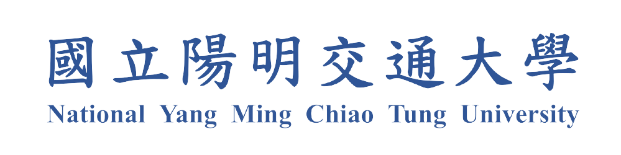 國立陽明交通大學
National Yang Ming Chiao Tung University